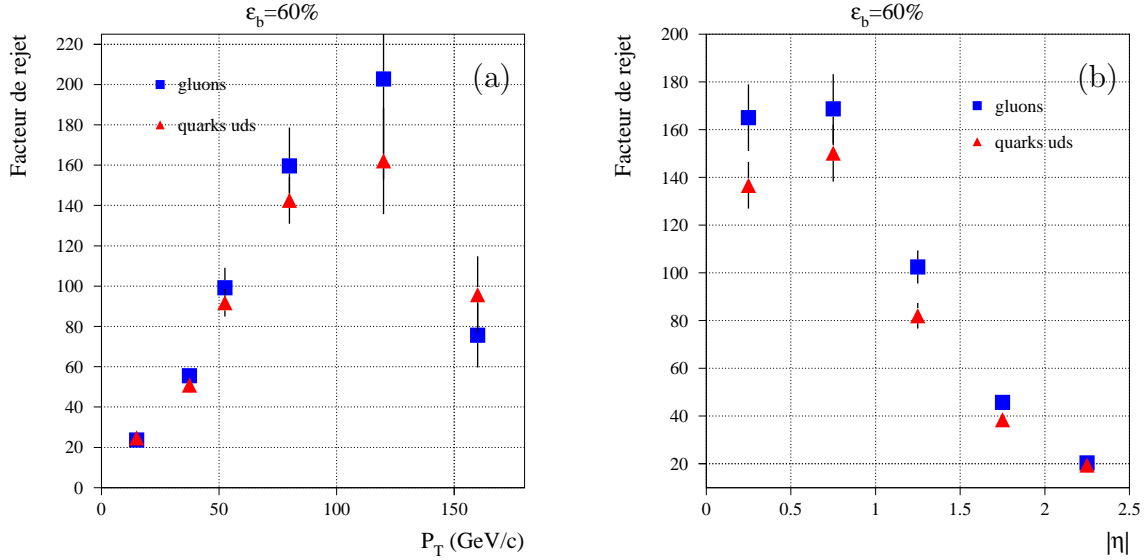 ε_b=60%
Facteur de rejet
220
200
180
160
140
120
100
80
60
40
20
0
gluons
quarks uds
(a)
0 50 100 150
P_T (GeV/c)
ε_b=60%
Facteur de rejet
200
180
160
140
120
100
80
60
40
20
gluons
quarks uds
(b)
0 0.5 1 1.5 2 2.5
|η|